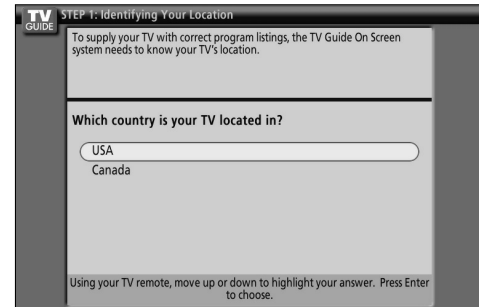 TV
GUIDE
STEP 1: Identifying Your Location
To supply your TV with correct program listings, the TV Guide On Screen
system needs to know your TV's location.
Which country is your TV located in?
USA
Canada
Using your TV remote, move up or down to highlight your answer. Press Enter
to choose.